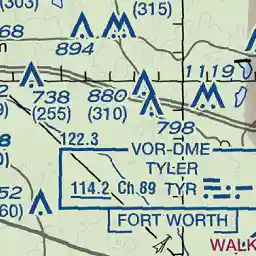 (303)
(315)
68
894
1119
738
880
(255)
(310)
798
122.3
VOR-DME
TYLER
114.2 Ch.89 TYR
52
60)
FORT WORTH
WALK